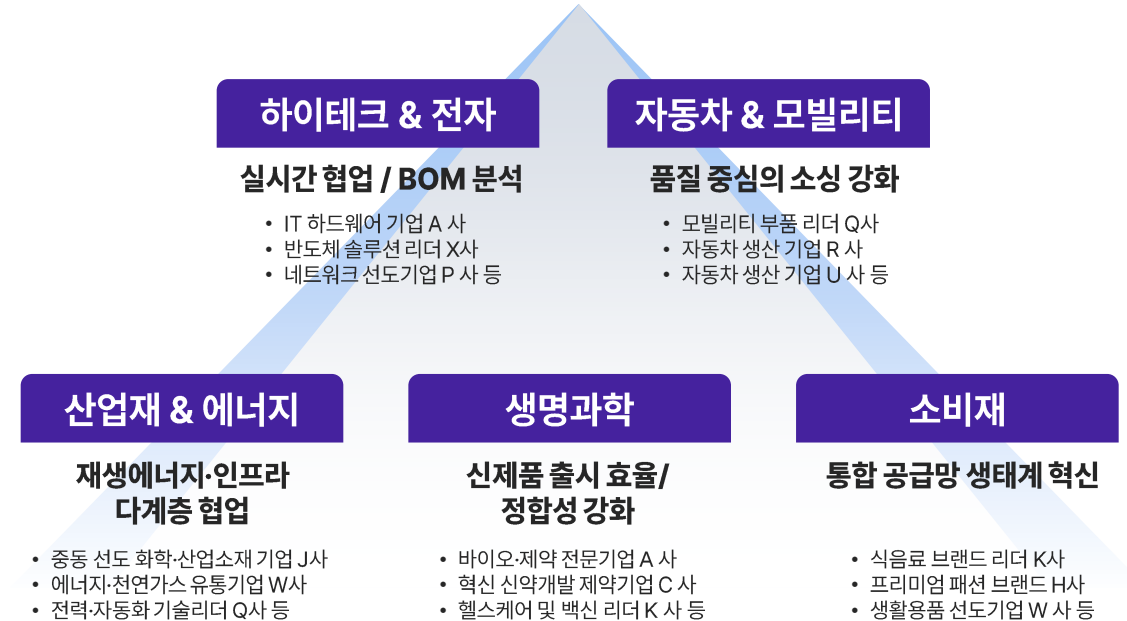 하이테크 & 전자
실시간 협업 / BOM 분석
• IT 하드웨어 기업 A 사
• 반도체 솔루션 리더 X사
• 네트워크 선도기업 P 사 등
자동차 & 모빌리티
품질 중심의 소싱 강화
• 모빌리티 부품 리더 Q사
• 자동차 생산 기업 R 사
• 자동차 생산 기업 U 사 등
산업재 & 에너지
재생에너지·인프라
다계층 협업
• 중동 선도 화학·산업소재 기업 J사
• 에너지·천연가스 유통기업 W사
• 전력·자동화 기술리더 Q사 등
생명과학
신제품 출시 효율/
정합성 강화
• 바이오·제약 전문기업 A 사
• 혁신 신약개발 제약기업 C 사
• 헬스케어 및 백신 리더 K 사 등
소비재
통합 공급망 생태계 혁신
• 식음료 브랜드 리더 K사
• 프리미엄 패션 브랜드 H사
• 생활용품 선도기업 W 사 등